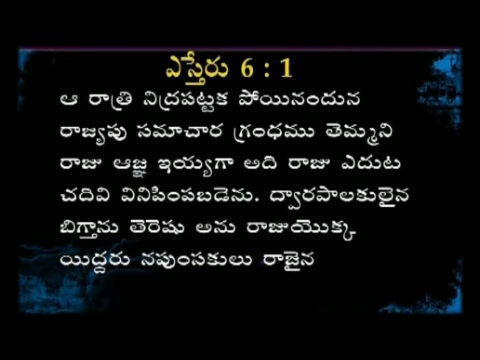 ఎస్తేరు 6 : 1
ఆ రాత్రి నిద్రపట్టక పోయినందున
రాజ్యపు సమాచార గ్రంధము తెమ్మని
రాజు ఆజ్ఞ ఇయ్యగా అది రాజు ఎదుట
చదివి వినిపింపబడెను. ద్వారపాలకులైన
బిగ్తాను తెరెషు అను రాజుయొక్క
యిద్దరు నపుంసకులు రాజైన